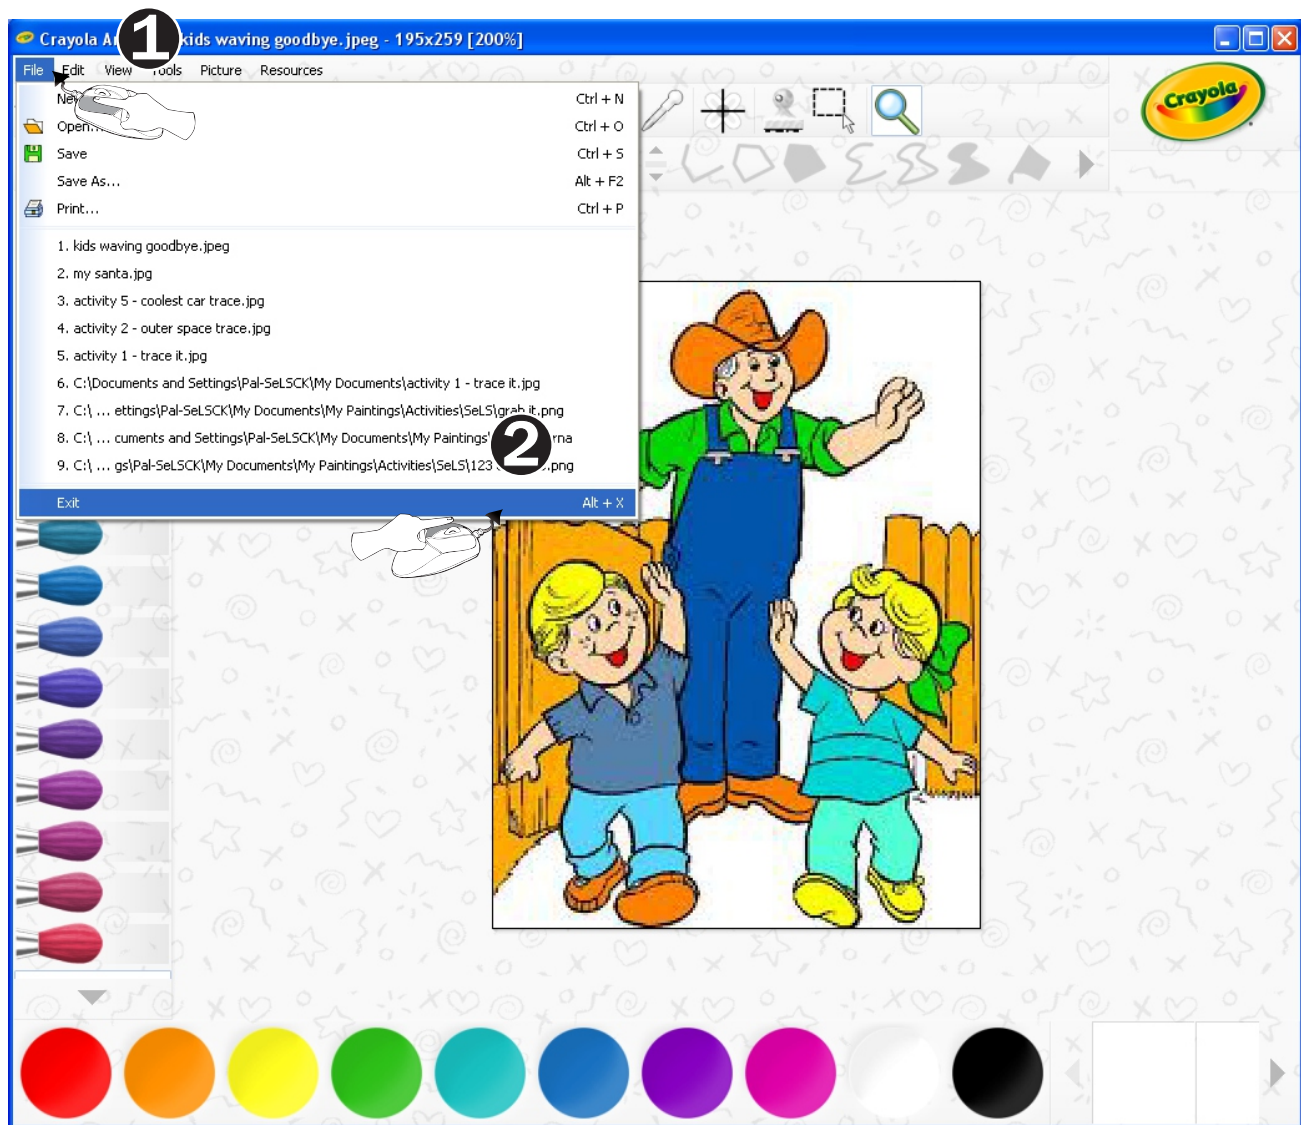 1
Crayola A kids waving goodbye.jpeg - 195x259 [200%]
File Edit View Tools Picture Resources
Ctrl + N
Open... Ctrl + O
Save Ctrl + S
Save As... Alt + F2
Print... Ctrl + P
1. kids waving goodbye.jpeg
2. my santa.jpg
3. activity 5 - coolest car trace.jpg
4. activity 2 - outer space trace.jpg
5. activity 1 - trace it.jpg
6. C:\Documents and Settings\Pal-SeLSCK\My Documents\activity 1 - trace it.jpg
7. C:\ ... ettings\Pal-SeLSCK\My Documents\My Paintings\Activities\SeLS\grab it.png
8. C:\ ... cuments and Settings\Pal-SeLSCK\My Documents\My Paintings\
9. C:\ ... gs\Pal-SeLSCK\My Documents\My Paintings\Activities\SeLS\123 .png
2
Exit Alt + X
Crayola